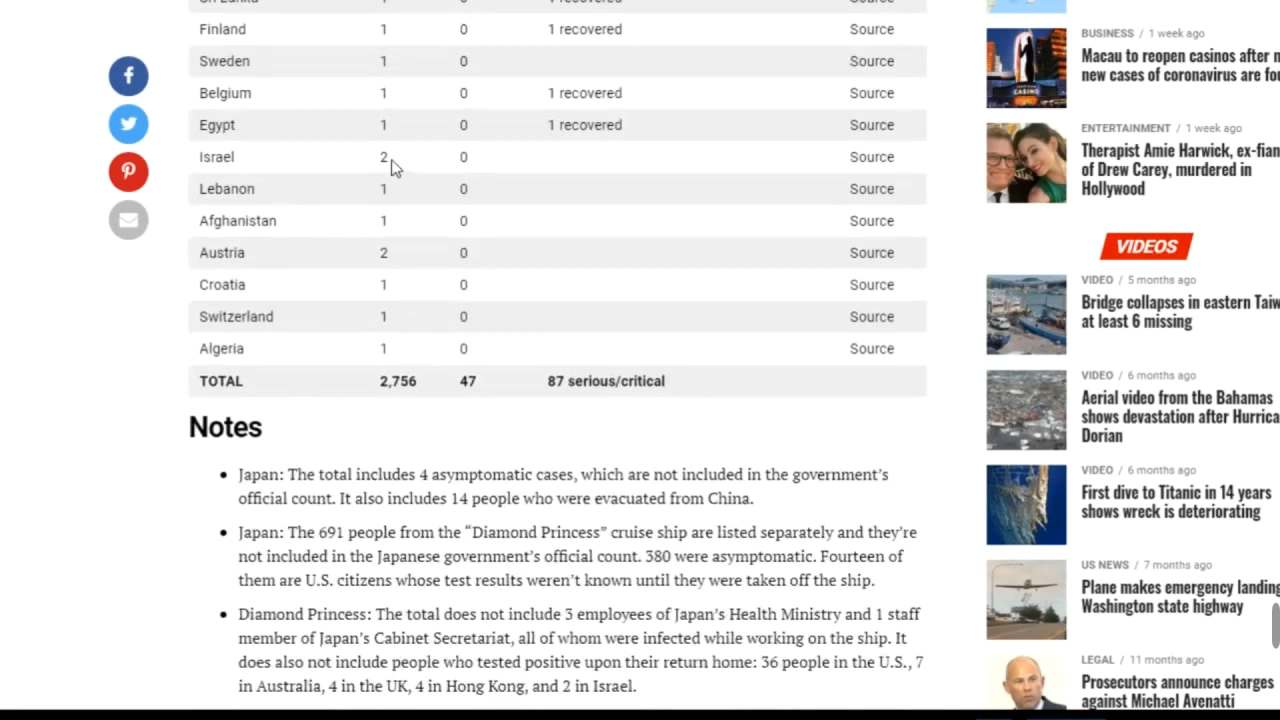 Sri Lanka 1 0 1 recovered Source
Finland 1 0 1 recovered Source
Sweden 1 0 Source
Belgium 1 0 1 recovered Source
Egypt 1 0 1 recovered Source
Israel 2 0 Source
Lebanon 1 0 Source
Afghanistan 1 0 Source
Austria 2 0 Source
Croatia 1 0 Source
Switzerland 1 0 Source
Algeria 1 0 Source
TOTAL 2,756 47 87 serious/critical
Notes
• Japan: The total includes 4 asymptomatic cases, which are not included in the government’s
official count. It also includes 14 people who were evacuated from China.
• Japan: The 691 people from the “Diamond Princess” cruise ship are listed separately and they’re
not included in the Japanese government’s official count. 380 were asymptomatic. Fourteen of
them are U.S. citizens whose test results weren’t known until they were taken off the ship.
• Diamond Princess: The total does not include 3 employees of Japan’s Health Ministry and 1 staff
member of Japan’s Cabinet Secretariat, all of whom were infected while working on the ship. It
does also not include people who tested positive upon their return home: 36 people in the U.S., 7
in Australia, 4 in the UK, 4 in Hong Kong, and 2 in Israel.
BUSINESS / 1 week ago
Macau to reopen casinos after n
new cases of coronavirus are fou
CASINO
ENTERTAINMENT / 1 week ago
Therapist Amie Harwick, ex-fian
of Drew Carey, murdered in
Hollywood
VIDEOS
VIDEO / 5 months ago
Bridge collapses in eastern Taiw
at least 6 missing
VIDEO / 6 months ago
Aerial video from the Bahamas
shows devastation after Hurrica
Dorian
VIDEO / 6 months ago
First dive to Titanic in 14 years
shows wreck is deteriorating
US NEWS / 7 months ago
Plane makes emergency landing
Washington state highway
LEGAL / 11 months ago
Prosecutors announce charges
against Michael Avenatti